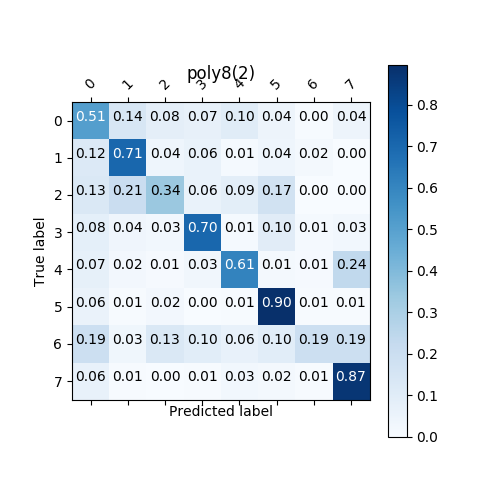 poly8(2)
0 1 2 3 4 5 6 7
0 0.51 0.14 0.08 0.07 0.10 0.04 0.00 0.04
1 0.12 0.71 0.04 0.06 0.01 0.04 0.02 0.00
2 0.13 0.21 0.34 0.06 0.09 0.17 0.00 0.00
3 0.08 0.04 0.03 0.70 0.01 0.10 0.01 0.03
4 0.07 0.02 0.01 0.03 0.61 0.01 0.01 0.24
5 0.06 0.01 0.02 0.00 0.01 0.90 0.01 0.01
6 0.19 0.03 0.13 0.10 0.06 0.10 0.19 0.19
7 0.06 0.01 0.00 0.01 0.03 0.02 0.01 0.87
True label
Predicted label
0.8
0.7
0.6
0.5
0.4
0.3
0.2
0.1
0.0